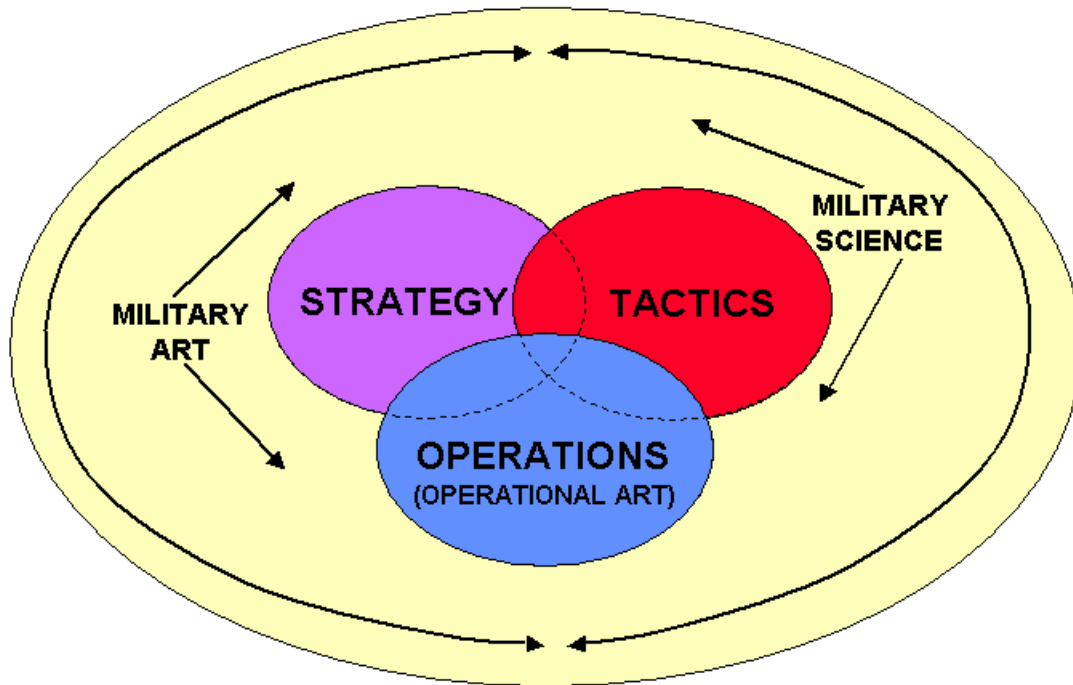 MILITARY
SCIENCE
STRATEGY
TACTICS
MILITARY
ART
OPERATIONS
(OPERATIONAL ART)